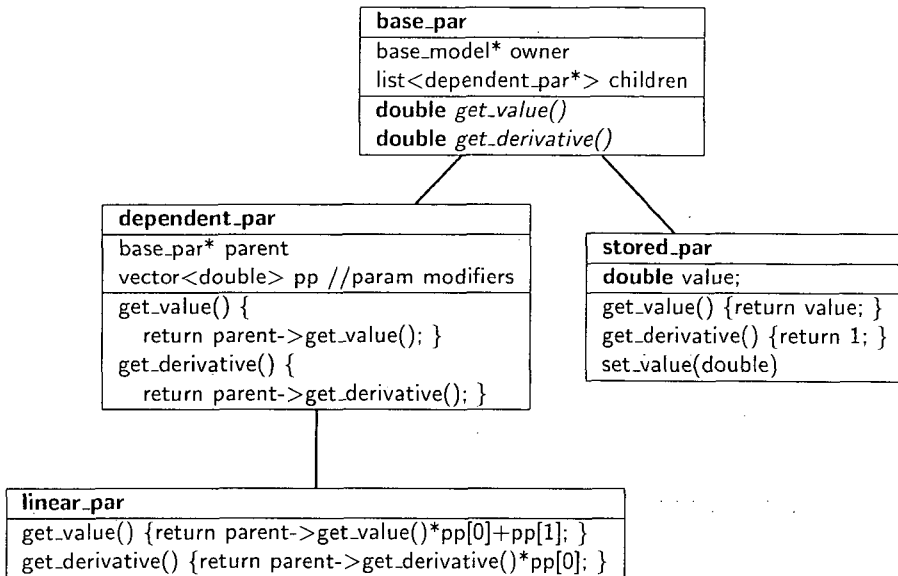 base_par
base_model* owner
list<dependent_par*> children
double get_value()
double get_derivative()
dependent_par
base_par* parent
vector<double> pp //param modifiers
get_value() {
return parent->get_value(); }
get_derivative() {
return parent->get_derivative(); }
stored_par
double value;
get_value() {return value; }
get_derivative() {return 1; }
set_value(double)
linear_par
get_value() {return parent->get_value()*pp[0]+pp[1]; }
get_derivative() {return parent->get_derivative()*pp[0]; }